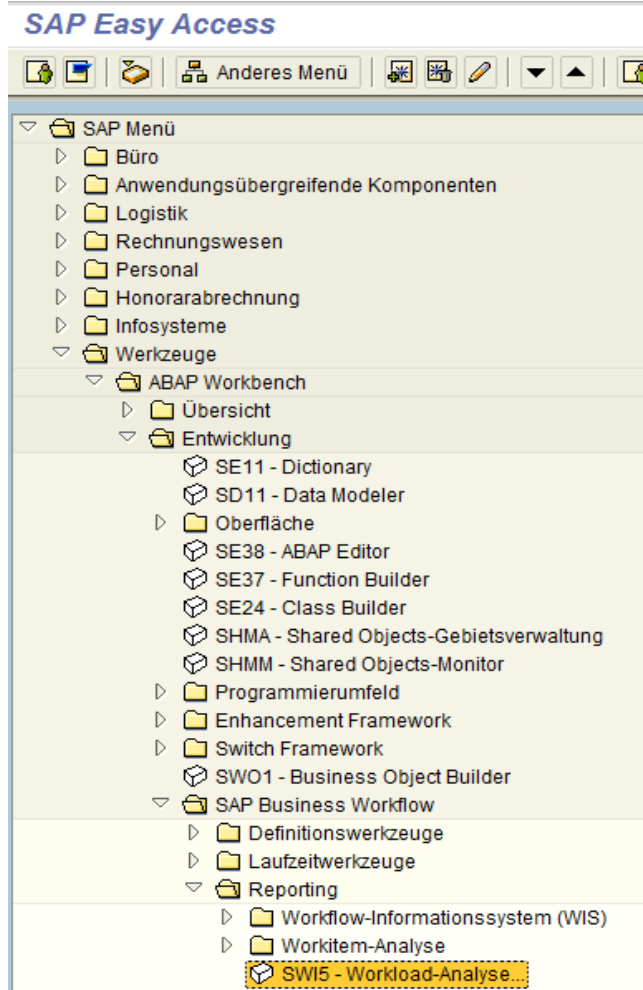 SAP Easy Access
Anderes Menü
SAP Menü
Büro
Anwendungsübergreifende Komponenten
Logistik
Rechnungswesen
Personal
Honorarabrechnung
Infosysteme
Werkzeuge
ABAP Workbench
Übersicht
Entwicklung
SE11 - Dictionary
SD11 - Data Modeler
Oberfläche
SE38 - ABAP Editor
SE37 - Function Builder
SE24 - Class Builder
SHMA - Shared Objects-Gebietsverwaltung
SHMM - Shared Objects-Monitor
Programmierumfeld
Enhancement Framework
Switch Framework
SWO1 - Business Object Builder
SAP Business Workflow
Definitionswerkzeuge
Laufzeitwerkzeuge
Reporting
Workflow-Informationssystem (WIS)
Workitem-Analyse
SWI5 - Workload-Analyse...